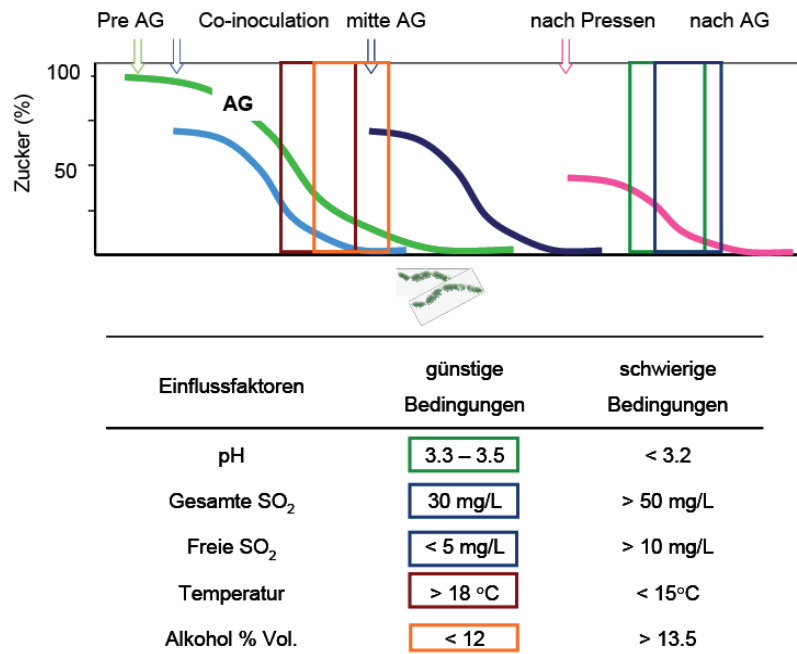 Pre AG Co-inoculation mitte AG nach Pressen nach AG
100
AG
Zucker (%)
50
Einflussfaktoren günstige Bedingungen schwierige Bedingungen
pH 3.3 – 3.5 < 3.2
Gesamte SO₂ 30 mg/L > 50 mg/L
Freie SO₂ < 5 mg/L > 10 mg/L
Temperatur > 18 °C < 15°C
Alkohol % Vol. < 12 > 13.5